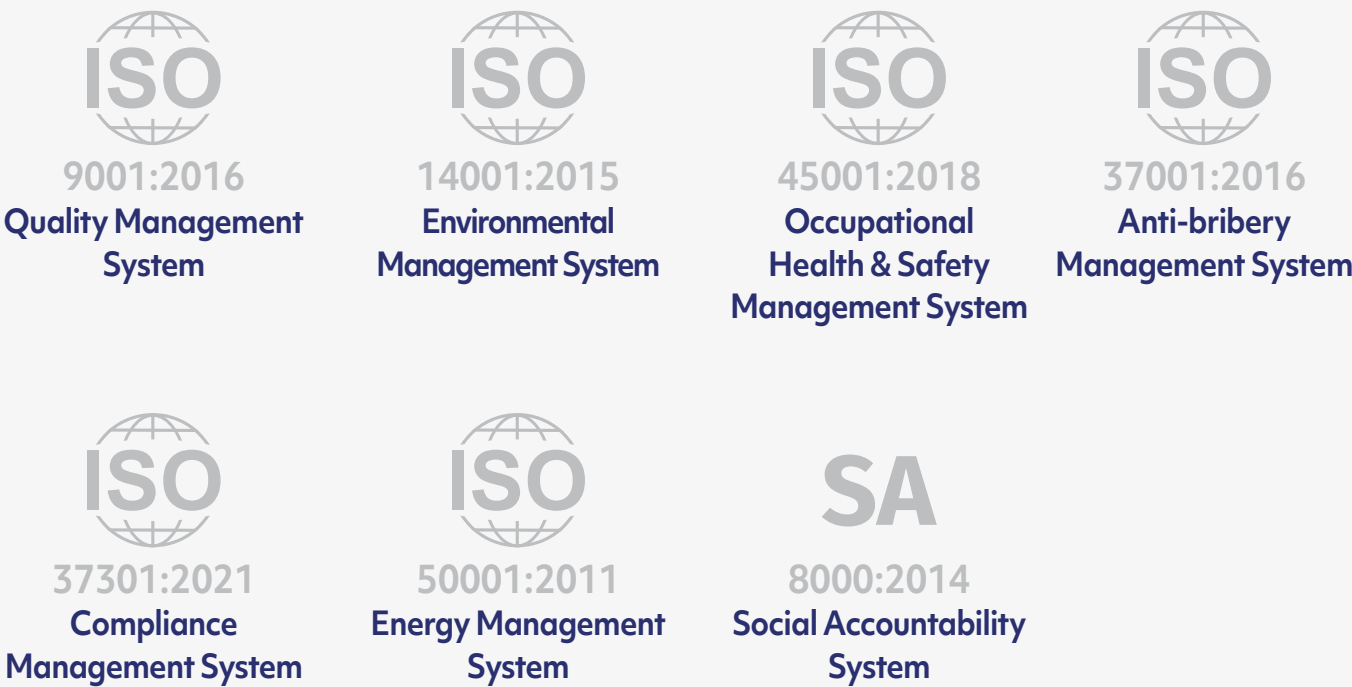 ISO
9001:2016
Quality Management
System
ISO
14001:2015
Environmental
Management System
ISO
45001:2018
Occupational
Health & Safety
Management System
ISO
37001:2016
Anti-bribery
Management System
ISO
37301:2021
Compliance
Management System
ISO
50001:2011
Energy Management
System
SA
8000:2014
Social Accountability
System